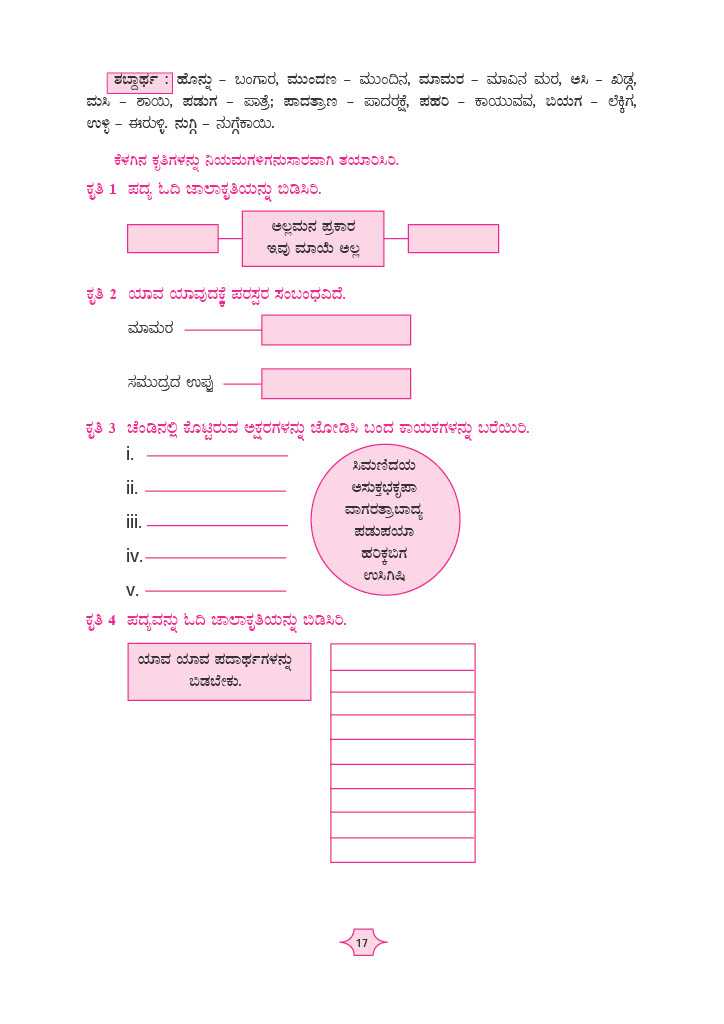 ಶಬ್ದಾರ್ಥ : ಹೊನ್ನು – ಬಂಗಾರ, ಮುಂದಣ – ಮುಂದಿನ, ಮಾಮರ – ಮಾವಿನ ಮರ, ಅಸಿ – ಖಡ್ಗ,
ಮಸಿ – ಶಾಯಿ, ಪಡುಗ – ಪಾತ್ರೆ; ಪಾದತ್ರಾಣ – ಪಾದರಕ್ಷೆ, ಪಹರಿ – ಕಾಯುವವ, ಬಿಯಗ – ಲೆಕ್ಕಿಗ,
ಉಳ್ಳಿ – ಈರುಳ್ಳಿ. ನುಗ್ಗಿ – ನುಗ್ಗೆಕಾಯಿ.
ಕೆಳಗಿನ ಕೃತಿಗಳನ್ನು ನಿಯಮಗಳಿಗನುಸಾರವಾಗಿ ತಯಾರಿಸಿರಿ.
ಕೃತಿ 1 ಪದ್ಯ ಓದಿ ಜಾಲಾಕೃತಿಯನ್ನು ಬಿಡಿಸಿರಿ.
ಅಲ್ಲಮನ ಪ್ರಕಾರ
ಇವು ಮಾಯೆ ಅಲ್ಲ
ಕೃತಿ 2 ಯಾವ ಯಾವುದಕ್ಕೆ ಪರಸ್ಪರ ಸಂಬಂಧವಿದೆ.
ಮಾಮರ
ಸಮುದ್ರದ ಉಪ್ಪು
ಕೃತಿ 3 ಚೆಂಡಿನಲ್ಲಿ ಕೊಟ್ಟಿರುವ ಅಕ್ಷರಗಳನ್ನು ಜೋಡಿಸಿ ಬಂದ ಕಾಯಕಗಳನ್ನು ಬರೆಯಿರಿ.
i.
ii.
iii.
iv.
v.
ಸಿಮಣಿದಯ
ಅಸುಕ್ತಭಕೃಪಾ
ವಾಗರತ್ರಾಬಾದ್ಯ
ಪಡುಪಯಾ
ಹರಿಕ್ಕಬಿಗ
ಉಸಿಗಿಷಿ
ಕೃತಿ 4 ಪದ್ಯವನ್ನು ಓದಿ ಜಾಲಾಕೃತಿಯನ್ನು ಬಿಡಿಸಿರಿ.
ಯಾವ ಯಾವ ಪದಾರ್ಥಗಳನ್ನು
ಬಿಡಬೇಕು.
17